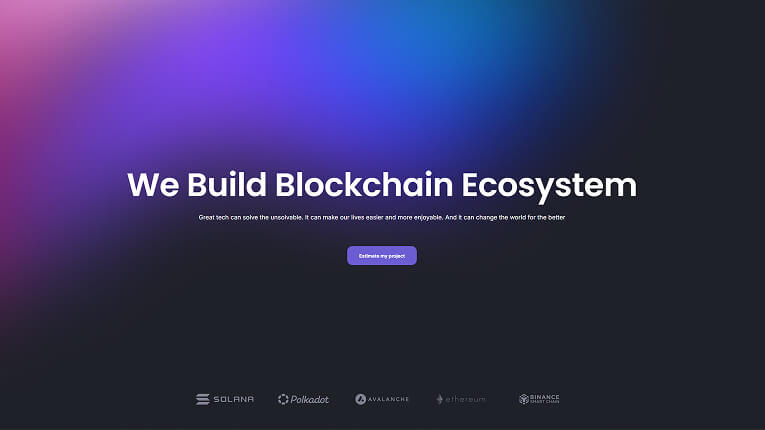 We Build Blockchain Ecosystem
Great tech can solve the unsolvable. It can make our lives easier and more enjoyable. And it can change the world for the better
Estimate my project
SOLANA
Polkadot
AVALANCHE
ethereum
BINANCE
SMART CHAIN